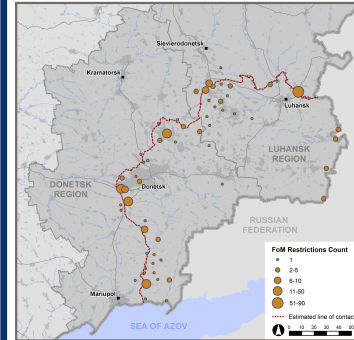 Sievierodonetsk
Kramatorsk
Luhansk
LUHANSK
REGION
DONETSK
REGION
Donetsk
RUSSIAN
FEDERATION
FoM Restrictions Count
1
2-5
6-10
11-50
51-90
Estimated line of contac
Mariupol
SEA OF AZOV
0 10 20 30 40 50